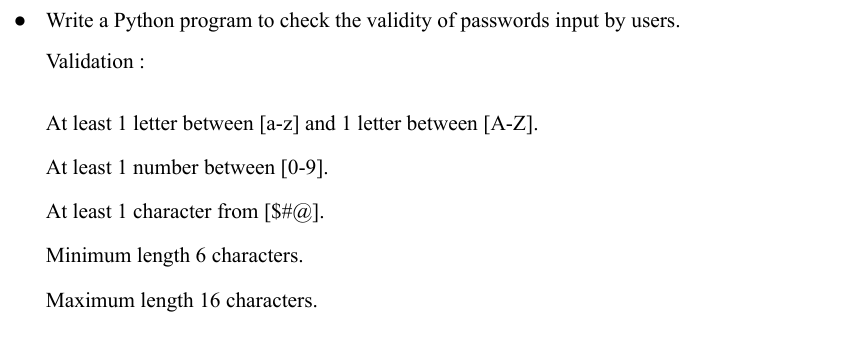 ● Write a Python program to check the validity of passwords input by users.
Validation :
At least 1 letter between [a-z] and 1 letter between [A-Z].
At least 1 number between [0-9].
At least 1 character from [$#@].
Minimum length 6 characters.
Maximum length 16 characters.